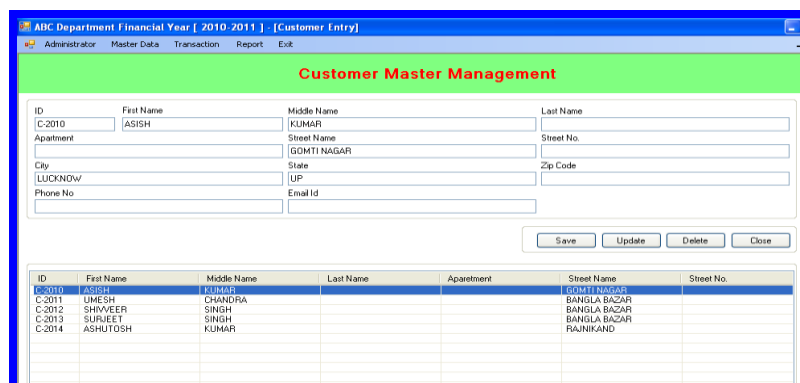 ABC Department Financial Year [ 2010-2011 ] - [Customer Entry]
Administrator Master Data Transaction Report Exit
Customer Master Management
ID First Name Middle Name Last Name
C-2010 ASISH KUMAR
Apartment Street Name Street No.
GOMTI NAGAR
City State Zip Code
LUCKNOW UP
Phone No Email Id
Save Update Delete Close
ID First Name Middle Name Last Name Aparetment Street Name Street No.
C-2010 ASISH KUMAR GOMTI NAGAR
C-2011 UMESH CHANDRA BANGLA BAZAR
C-2012 SHIVVEER SINGH BANGLA BAZAR
C-2013 SURJEET SINGH BANGLA BAZAR
C-2014 ASHUTOSH KUMAR RAJNIKAND